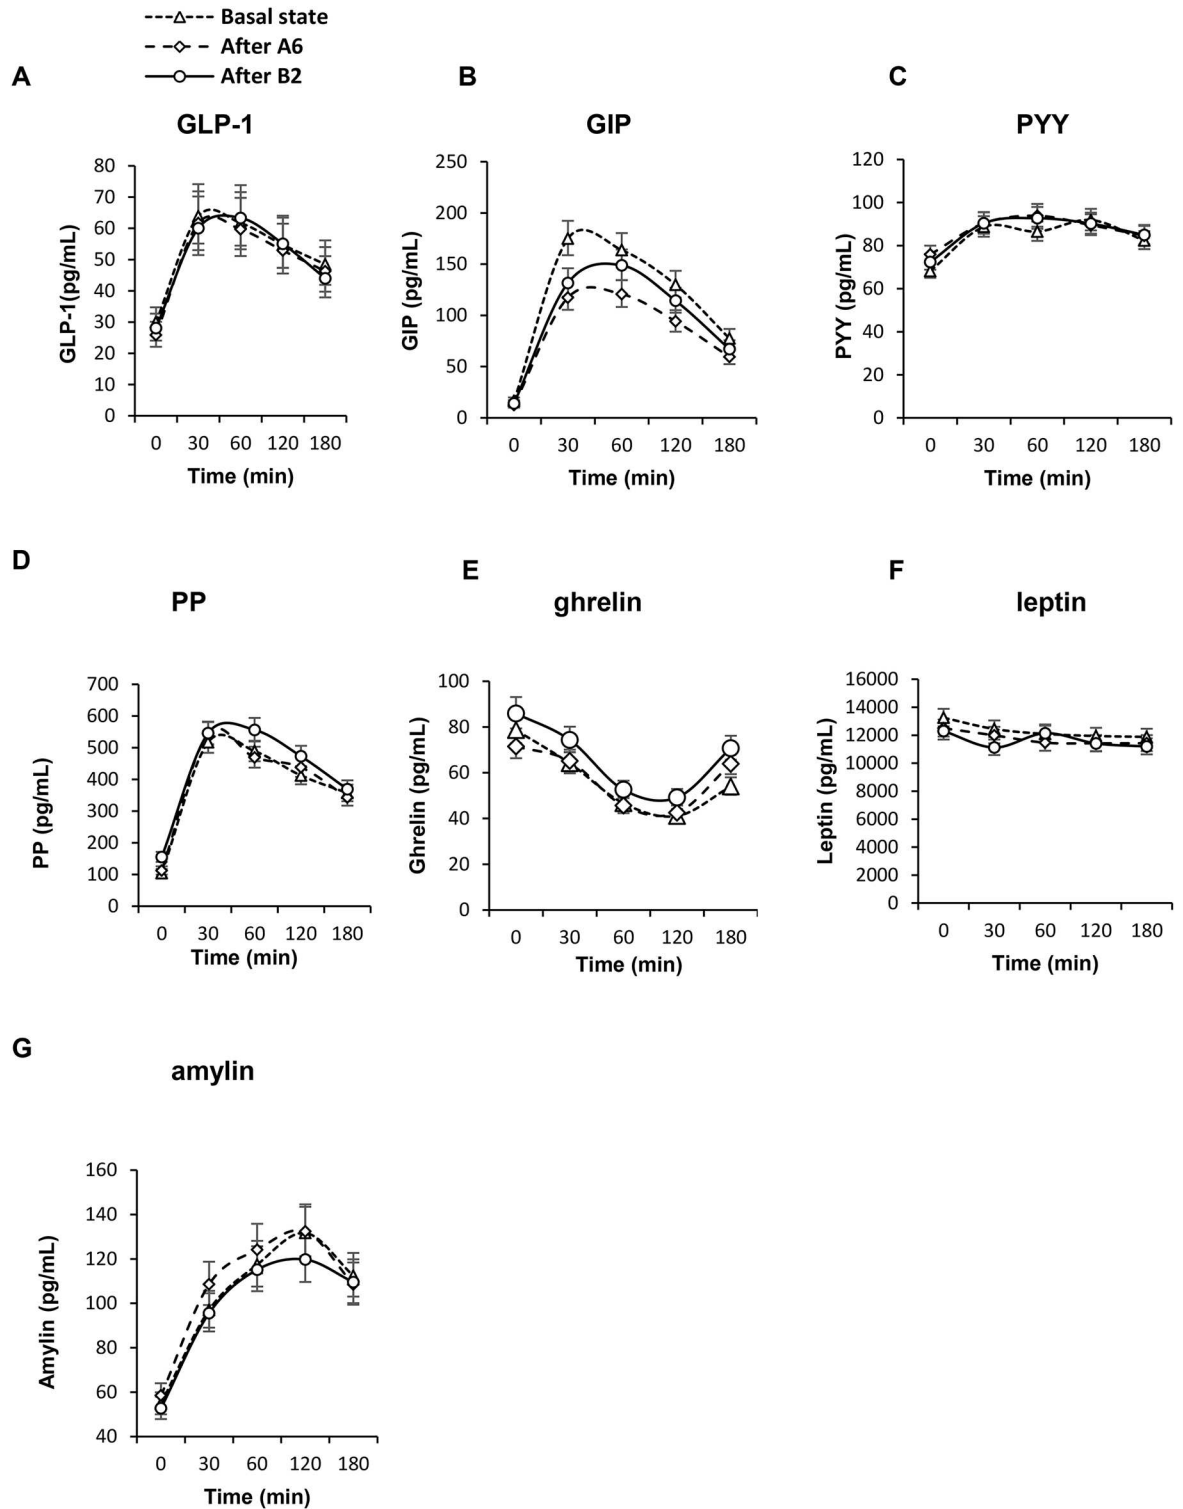 Basal state
After A6
After B2
A
B
C
GLP-1
GIP
PYY
GLP-1(pg/mL)
80
70
60
50
40
30
20
10
0
0 30 60 120 180
Time (min)
GIP (pg/mL)
250
200
150
100
50
0
0 30 60 120 180
Time (min)
PYY (pg/mL)
120
100
80
60
40
20
0
0 30 60 120 180
Time (min)
D
E
F
PP
ghrelin
leptin
PP (pg/mL)
700
600
500
400
300
200
100
0
0 30 60 120 180
Time (min)
Ghrelin (pg/mL)
100
80
60
40
20
0
0 30 60 120 180
Time (min)
Leptin (pg/mL)
16000
14000
12000
10000
8000
6000
4000
2000
0
0 30 60 120 180
Time (min)
G
amylin
Amylin (pg/mL)
160
140
120
100
80
60
40
0 30 60 120 180
Time (min)